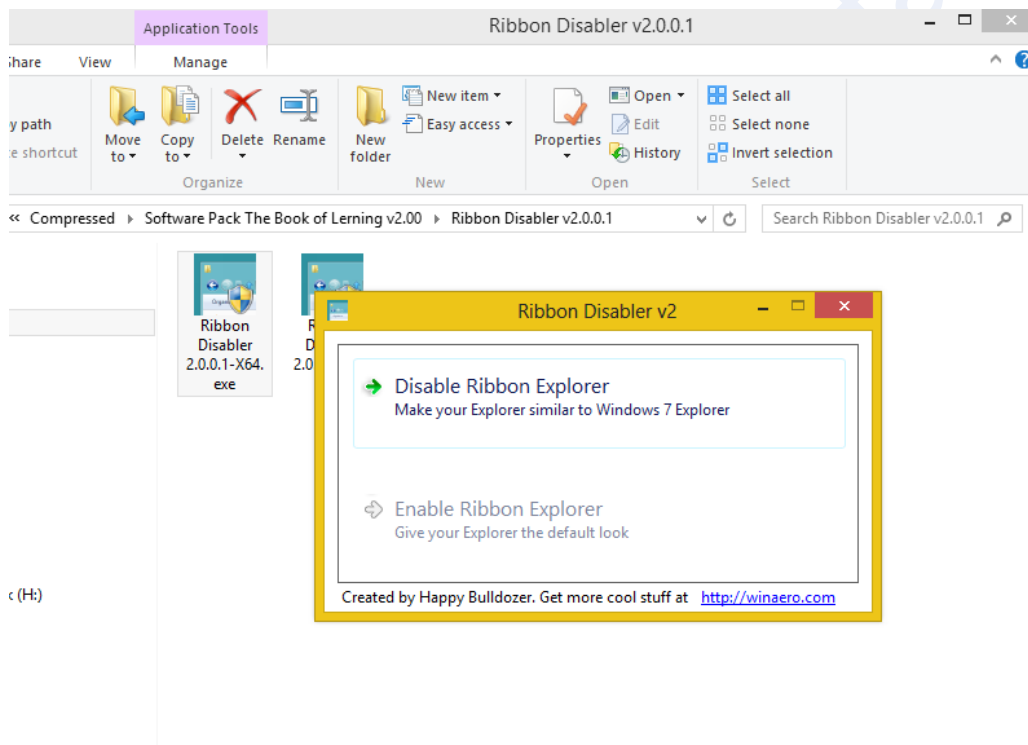 Application Tools
Ribbon Disabler v2.0.0.1
Share View Manage
y path
e shortcut
Move to
Copy to
Delete
Rename
New folder
New item
Easy access
Properties
Open
Edit
History
Select all
Select none
Invert selection
Organize
New
Open
Select
« Compressed Software Pack The Book of Lerning v2.00 Ribbon Disabler v2.0.0.1
Search Ribbon Disabler v2.0.0.1
Ribbon
Disabler
2.0.0.1-X64.
exe
R
D
2.0
Ribbon Disabler v2
Disable Ribbon Explorer
Make your Explorer similar to Windows 7 Explorer
Enable Ribbon Explorer
Give your Explorer the default look
Created by Happy Bulldozer. Get more cool stuff at http://winaero.com
(H:)